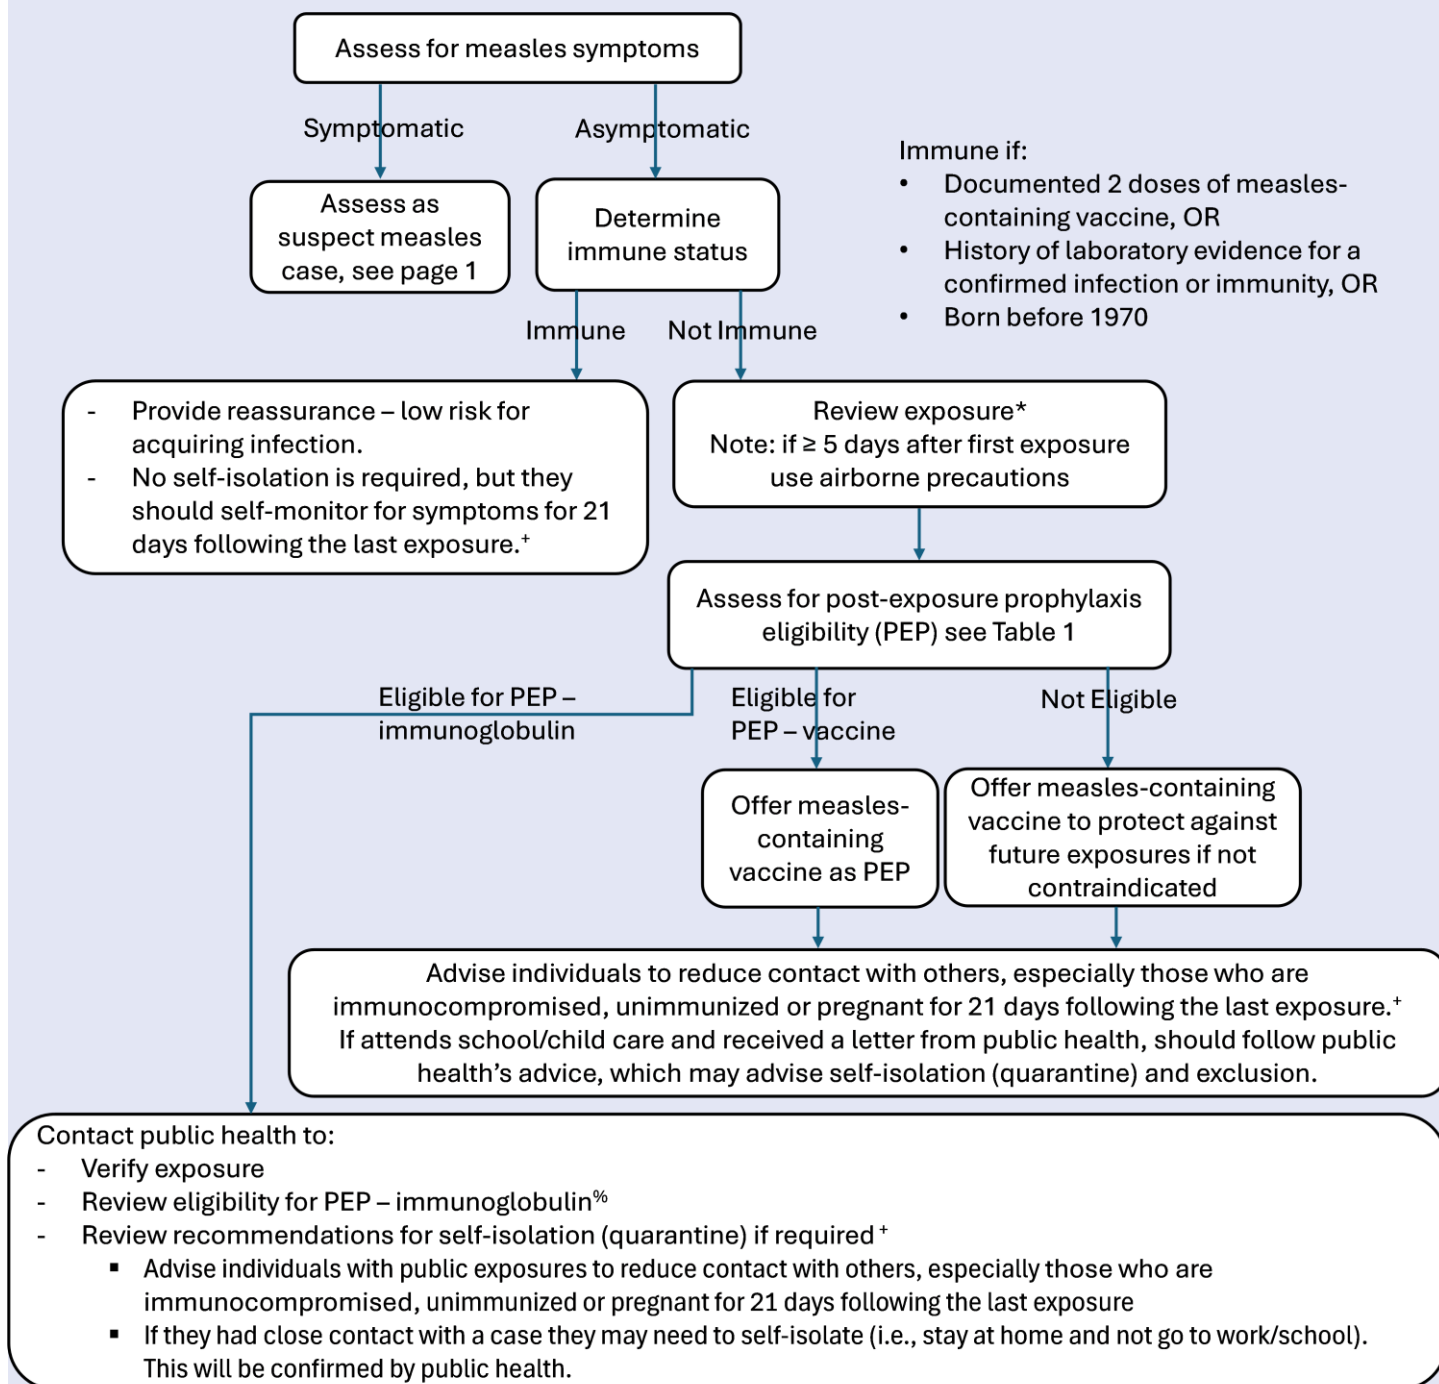 Assess for measles symptoms
Symptomatic
Asymptomatic
Assess as
suspect measles
case, see page 1
Determine
immune status
Immune if:
• Documented 2 doses of measles-
containing vaccine, OR
• History of laboratory evidence for a
confirmed infection or immunity, OR
• Born before 1970
Immune
Not Immune
- Provide reassurance – low risk for
acquiring infection.
- No self-isolation is required, but they
should self-monitor for symptoms for 21
days following the last exposure.⁺
Review exposure*
Note: if ≥ 5 days after first exposure
use airborne precautions
Assess for post-exposure prophylaxis
eligibility (PEP) see Table 1
Eligible for PEP –
immunoglobulin
Eligible for
PEP – vaccine
Not Eligible
Offer measles-
containing
vaccine as PEP
Offer measles-containing
vaccine to protect against
future exposures if not
contraindicated
Advise individuals to reduce contact with others, especially those who are
immunocompromised, unimmunized or pregnant for 21 days following the last exposure.⁺
If attends school/child care and received a letter from public health, should follow public
health’s advice, which may advise self-isolation (quarantine) and exclusion.
Contact public health to:
- Verify exposure
- Review eligibility for PEP – immunoglobulin%
- Review recommendations for self-isolation (quarantine) if required ⁺
▪ Advise individuals with public exposures to reduce contact with others, especially those who are
immunocompromised, unimmunized or pregnant for 21 days following the last exposure
▪ If they had close contact with a case they may need to self-isolate (i.e., stay at home and not go to work/school).
This will be confirmed by public health.